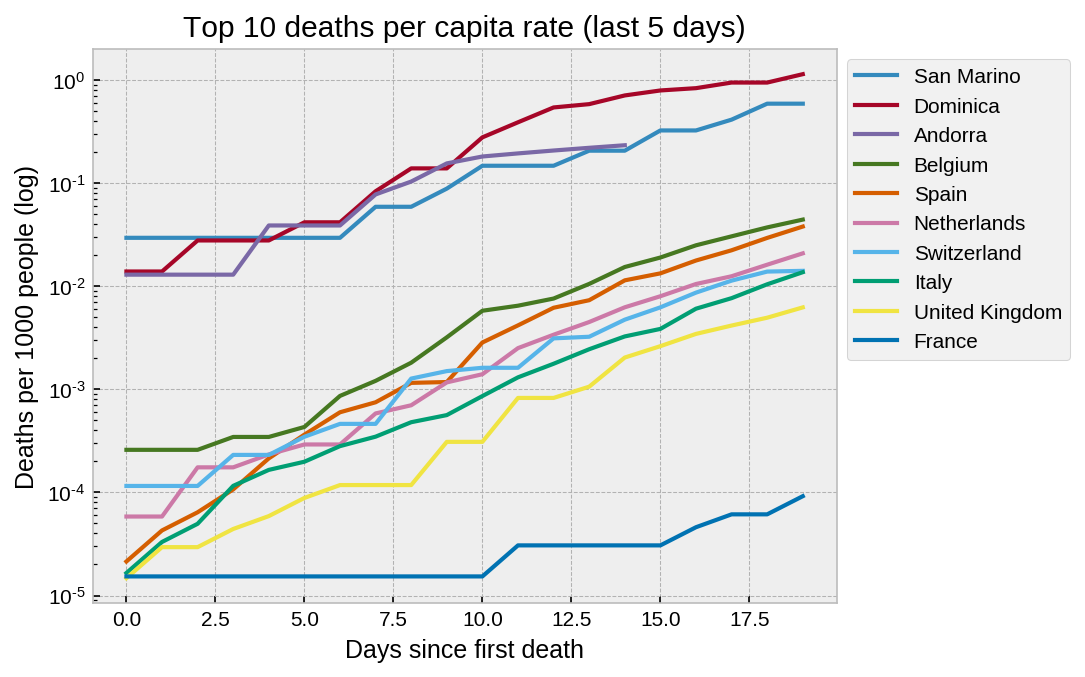 Top 10 deaths per capita rate (last 5 days)
Deaths per 1000 people (log)
10⁰
10⁻¹
10⁻²
10⁻³
10⁻⁴
10⁻⁵
0.0 2.5 5.0 7.5 10.0 12.5 15.0 17.5
Days since first death
San Marino
Dominica
Andorra
Belgium
Spain
Netherlands
Switzerland
Italy
United Kingdom
France